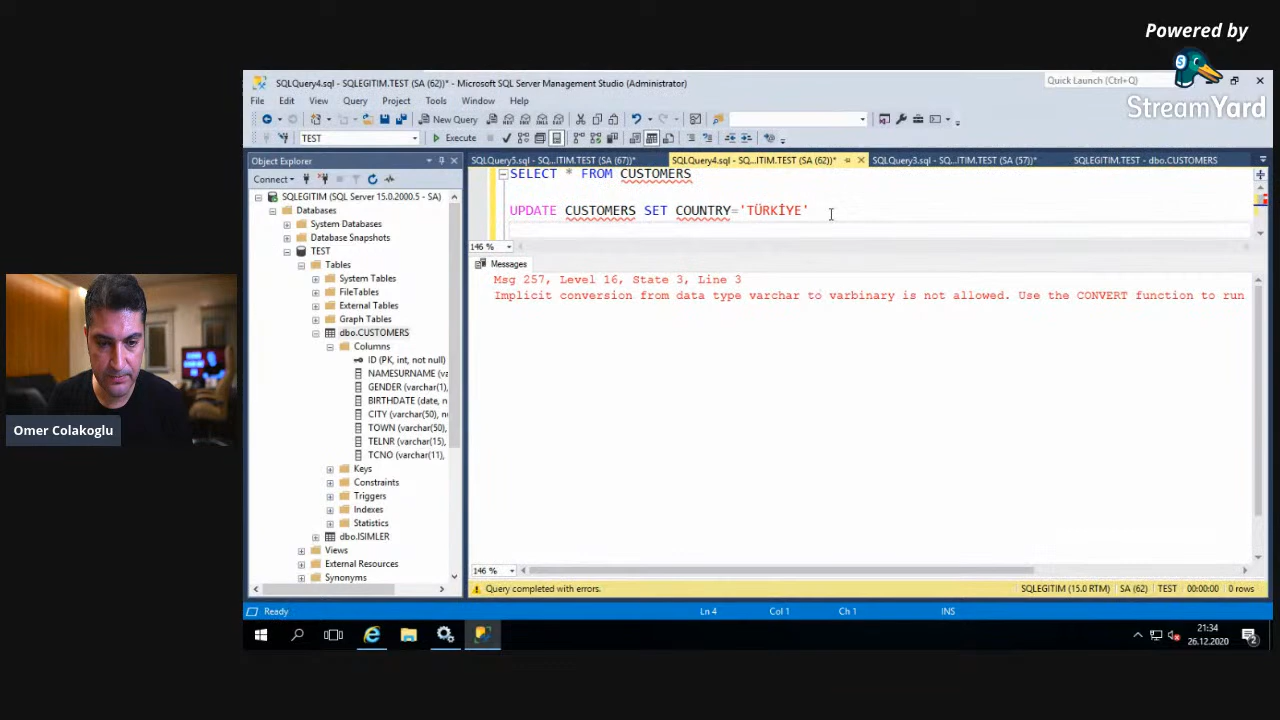 Powered by
StreamYard
SQLQuery4.sql - SQLEGITIM.TEST (SA (62))* - Microsoft SQL Server Management Studio (Administrator)
Quick Launch (Ctrl+Q)
File Edit View Query Project Tools Window Help
New Query
TEST
Execute
Object Explorer
SQLQuery5.sql - SQ...ITIM.TEST (SA (67))*
SQLQuery4.sql - SQ...ITIM.TEST (SA (62))*
SQLQuery3.sql - SQ...ITIM.TEST (SA (57))*
SQLEGITIM.TEST - dbo.CUSTOMERS
Connect
SQLEGITIM (SQL Server 15.0.2000.5 - SA)
Databases
System Databases
Database Snapshots
TEST
Tables
System Tables
FileTables
External Tables
Graph Tables
dbo.CUSTOMERS
Columns
ID (PK, int, not null)
NAMESURNAME (va
GENDER (varchar(1),
BIRTHDATE (date, n
CITY (varchar(50), nu
TOWN (varchar(50),
TELNR (varchar(15),
TCNO (varchar(11),
Keys
Constraints
Triggers
Indexes
Statistics
dbo.ISIMLER
Views
External Resources
Synonyms
SELECT * FROM CUSTOMERS
UPDATE CUSTOMERS SET COUNTRY='TÜRKİYE'
146 %
Messages
Msg 257, Level 16, State 3, Line 3
Implicit conversion from data type varchar to varbinary is not allowed. Use the CONVERT function to run
146 %
Query completed with errors.
SQLEGITIM (15.0 RTM) SA (62) TEST 00:00:00 0 rows
Ready
Ln 4 Col 1 Ch 1 INS
21:34
26.12.2020
2
Omer Colakoglu